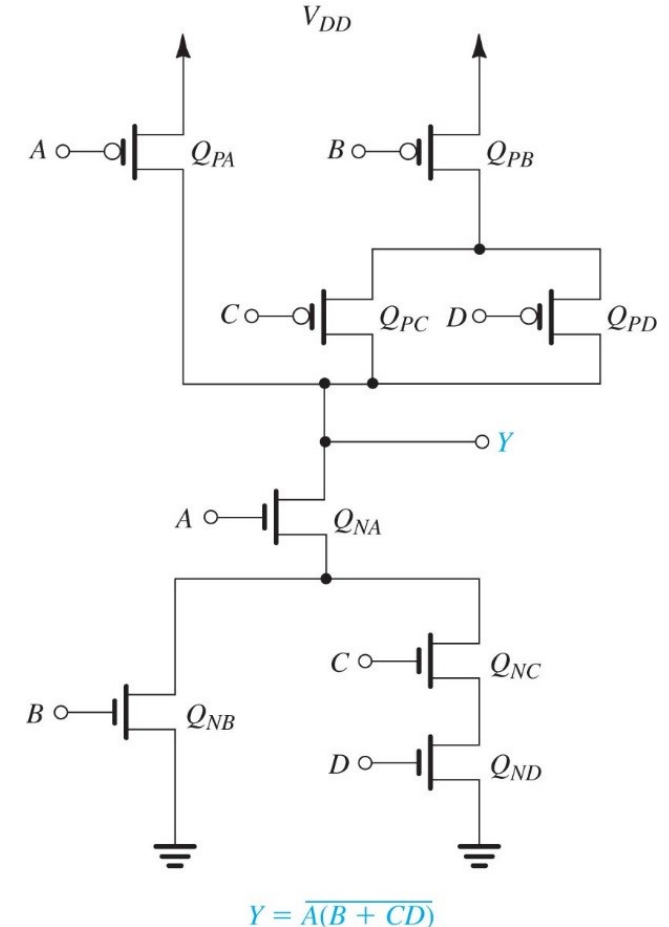 V_DD
A Q_PA B Q_PB
C Q_PC D Q_PD
Y
A Q_NA
C Q_NC
B Q_NB
D Q_ND
Y = \overline{A(B + CD)}